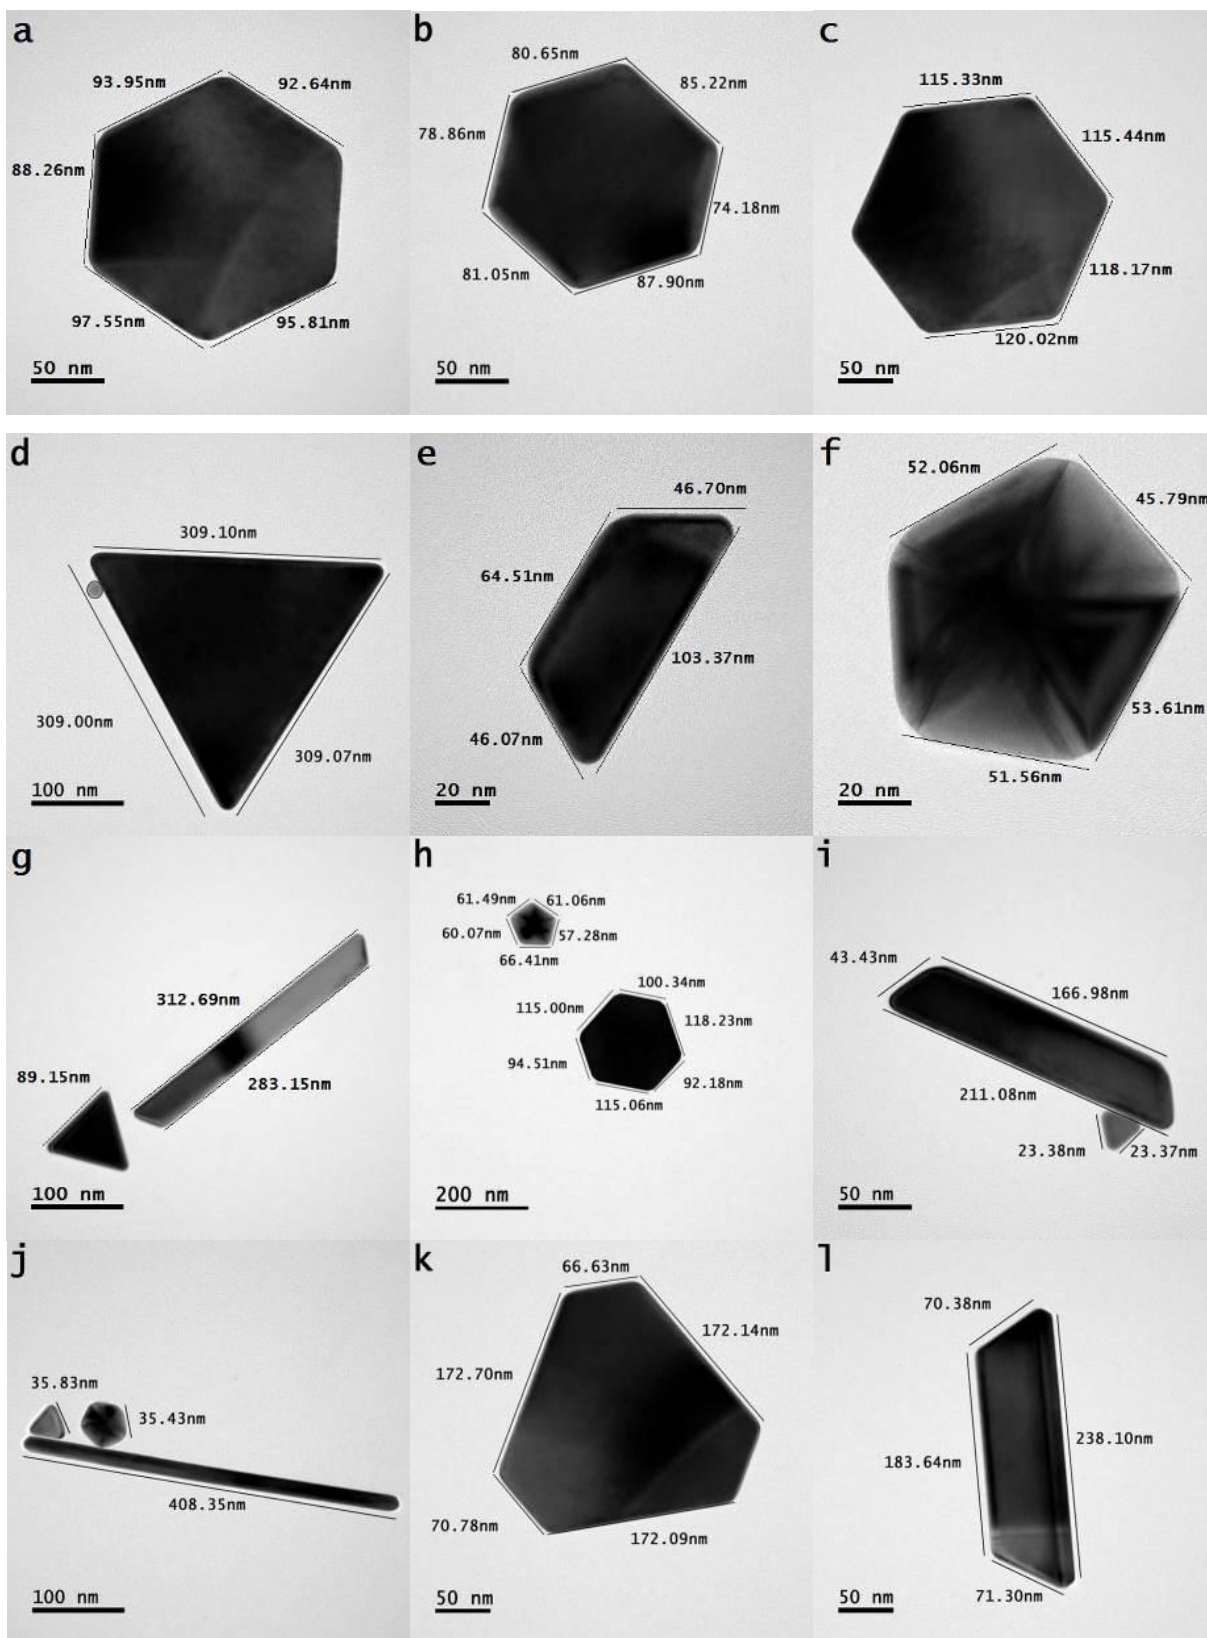 a
93.95nm
92.64nm
88.26nm
97.55nm
95.81nm
50 nm
b
80.65nm
85.22nm
78.86nm
74.18nm
81.05nm
87.90nm
50 nm
c
115.33nm
115.44nm
118.17nm
120.02nm
50 nm
d
309.10nm
309.00nm
309.07nm
100 nm
e
46.70nm
64.51nm
103.37nm
46.07nm
20 nm
f
52.06nm
45.79nm
53.61nm
51.56nm
20 nm
g
312.69nm
89.15nm
283.15nm
100 nm
h
61.49nm
61.06nm
60.07nm
57.28nm
66.41nm
100.34nm
115.00nm
118.23nm
94.51nm
92.18nm
115.06nm
200 nm
i
43.43nm
166.98nm
211.08nm
23.38nm
23.37nm
50 nm
j
35.83nm
35.43nm
408.35nm
100 nm
k
66.63nm
172.14nm
172.70nm
70.78nm
172.09nm
50 nm
l
70.38nm
238.10nm
183.64nm
71.30nm
50 nm